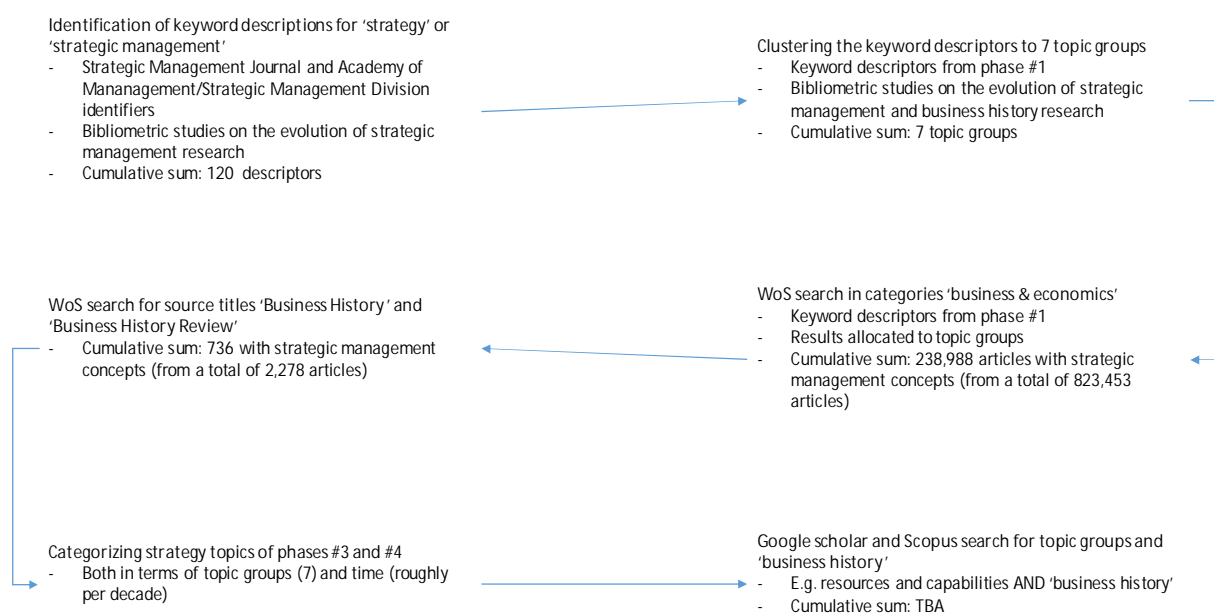 Identification of keyword descriptions for ‘strategy’ or
‘strategic management’
- Strategic Management Journal and Academy of
Mananagement/Strategic Management Division
identifiers
- Bibliometric studies on the evolution of strategic
management research
- Cumulative sum: 120 descriptors
Clustering the keyword descriptors to 7 topic groups
- Keyword descriptors from phase #1
- Bibliometric studies on the evolution of strategic
management and business history research
- Cumulative sum: 7 topic groups
WoS search in categories ‘business & economics’
- Keyword descriptors from phase #1
- Results allocated to topic groups
- Cumulative sum: 238,988 articles with strategic
management concepts (from a total of 823,453
articles)
WoS search for source titles ‘Business History’ and
‘Business History Review’
- Cumulative sum: 736 with strategic management
concepts (from a total of 2,278 articles)
Categorizing strategy topics of phases #3 and #4
- Both in terms of topic groups (7) and time (roughly
per decade)
Google scholar and Scopus search for topic groups and
‘business history’
- E.g. resources and capabilities AND ‘business history’
- Cumulative sum: TBA